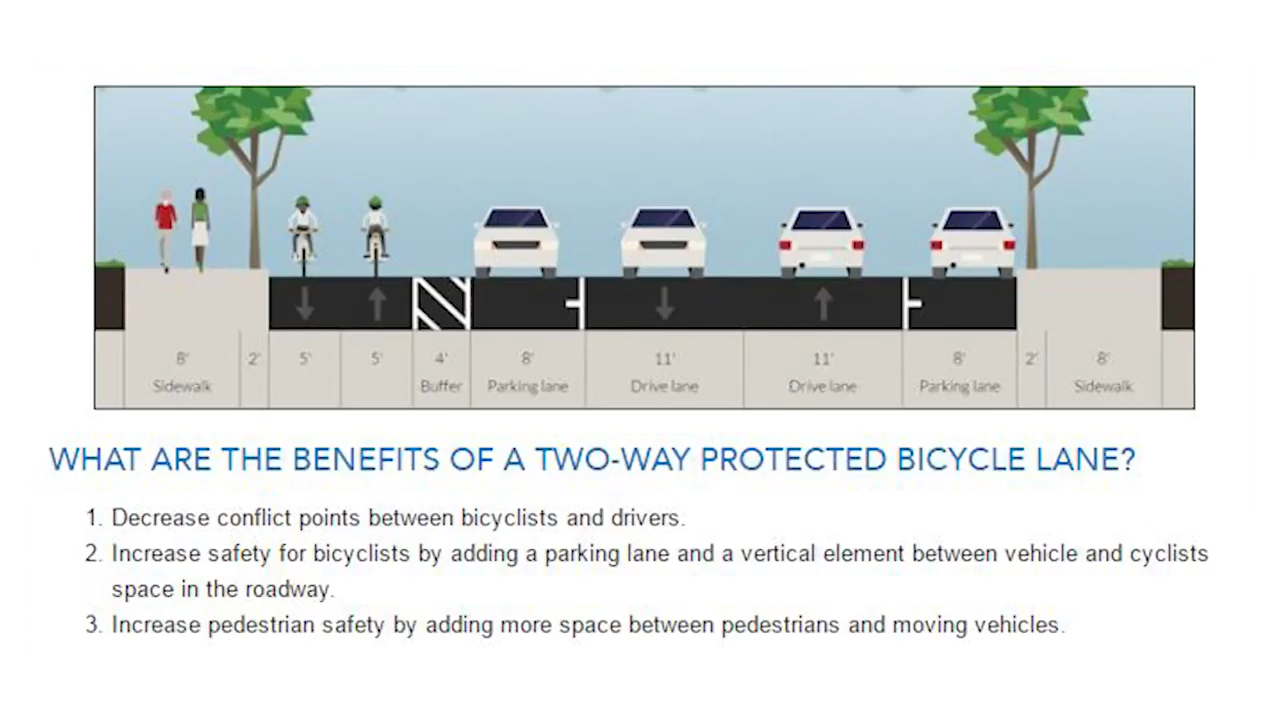 8' 2' 5' 5' 4' 8' 11' 11' 8' 2' 8'
Sidewalk Buffer Parking lane Drive lane Drive lane Parking lane Sidewalk
WHAT ARE THE BENEFITS OF A TWO-WAY PROTECTED BICYCLE LANE?
1. Decrease conflict points between bicyclists and drivers.
2. Increase safety for bicyclists by adding a parking lane and a vertical element between vehicle and cyclists
space in the roadway.
3. Increase pedestrian safety by adding more space between pedestrians and moving vehicles.